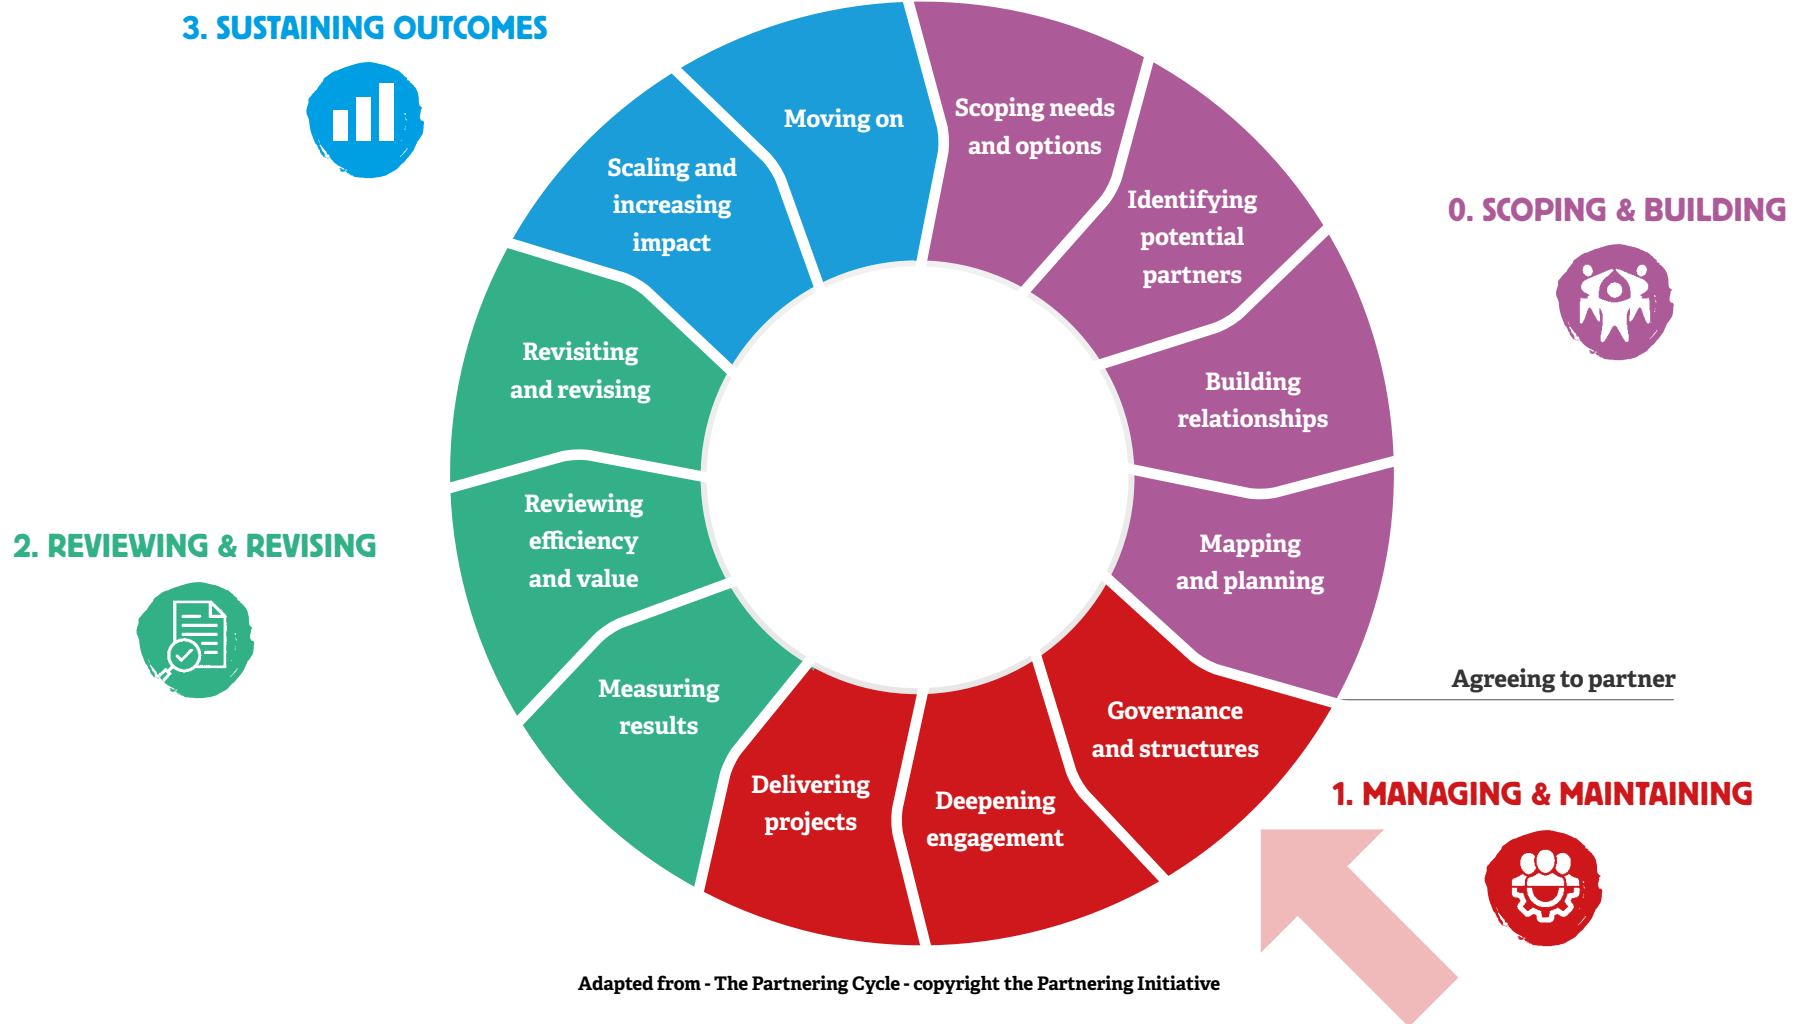 3. SUSTAINING OUTCOMES
Moving on
Scoping needs
and options
Scaling and
increasing
impact
Identifying
potential
partners
0. SCOPING & BUILDING
Revisiting
and revising
Building
relationships
Reviewing
efficiency
and value
Mapping
and planning
2. REVIEWING & REVISING
Measuring
results
Agreeing to partner
Governance
and structures
Delivering
projects
Deepening
engagement
1. MANAGING & MAINTAINING
Adapted from - The Partnering Cycle - copyright the Partnering Initiative